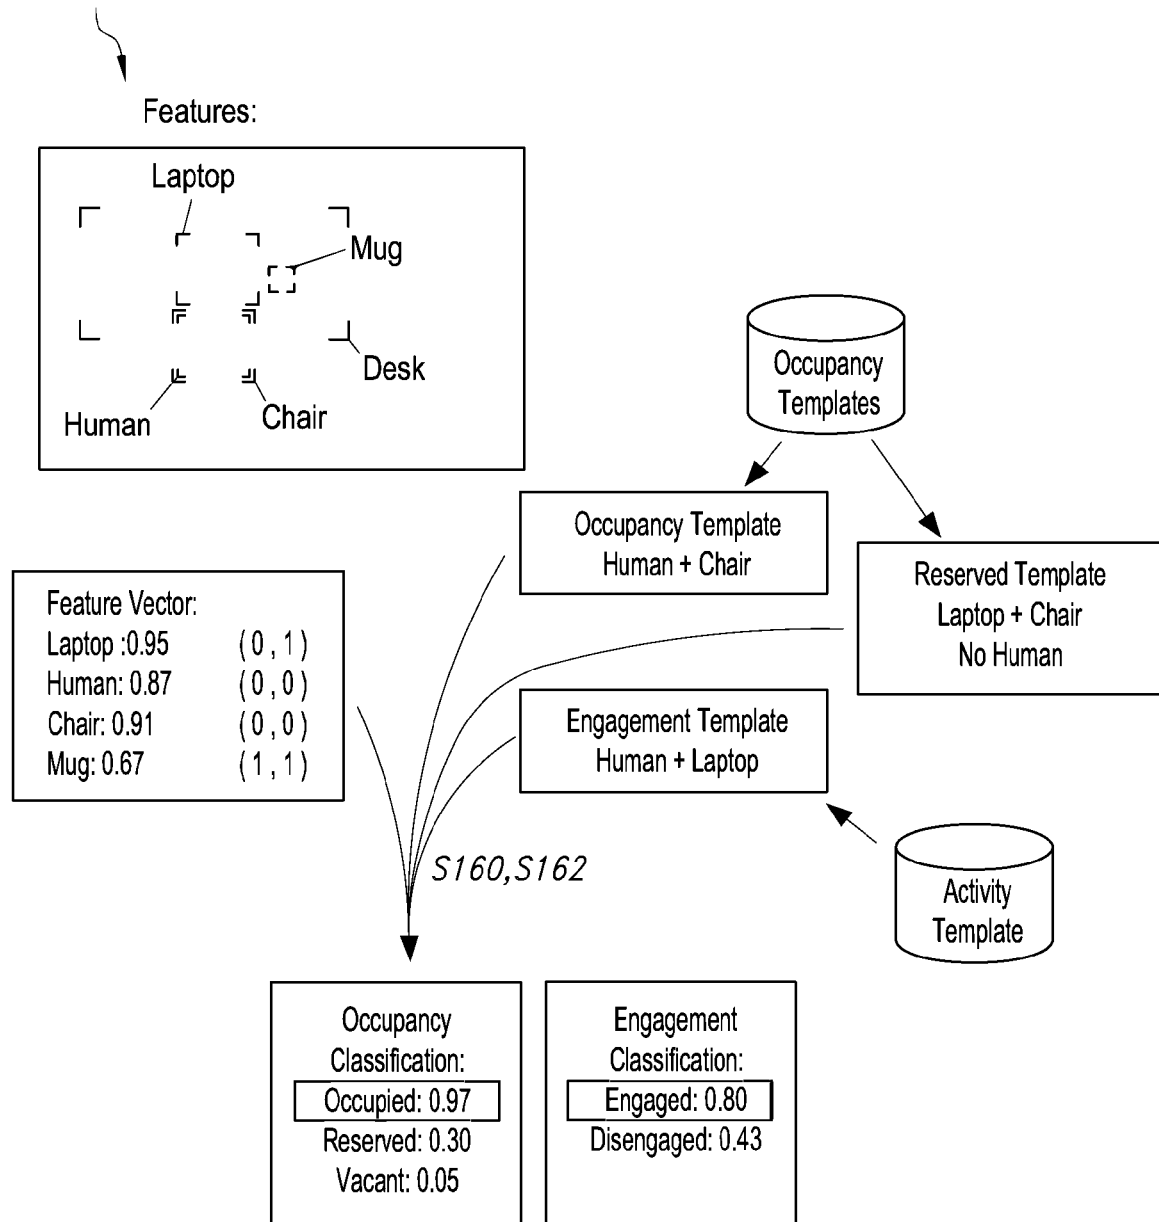 Features:
Laptop
Mug
Desk
Human
Chair
Occupancy
Templates
Occupancy Template
Human + Chair
Reserved Template
Laptop + Chair
No Human
Feature Vector:
Laptop :0.95 (0,1)
Human: 0.87 (0,0)
Chair: 0.91 (0,0)
Mug: 0.67 (1,1)
Engagement Template
Human + Laptop
Activity
Template
S160,S162
Occupancy
Classification:
Occupied: 0.97
Reserved: 0.30
Vacant: 0.05
Engagement
Classification:
Engaged: 0.80
Disengaged: 0.43